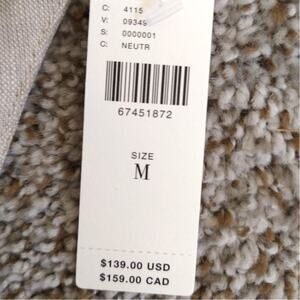 C: 4115
V: 09349
S: 0000001
C: NEUTR
67451872
SIZE
M
$139.00 USD
$159.00 CAD